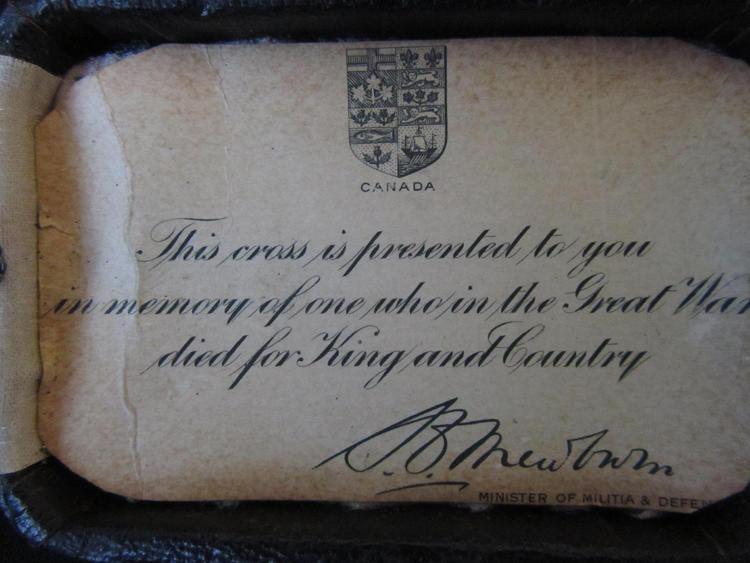 CANADA
This cross is presented to you
in memory of one who in the Great War
died for King and Country
S.C. Mewburn
MINISTER OF MILITIA & DEFEN